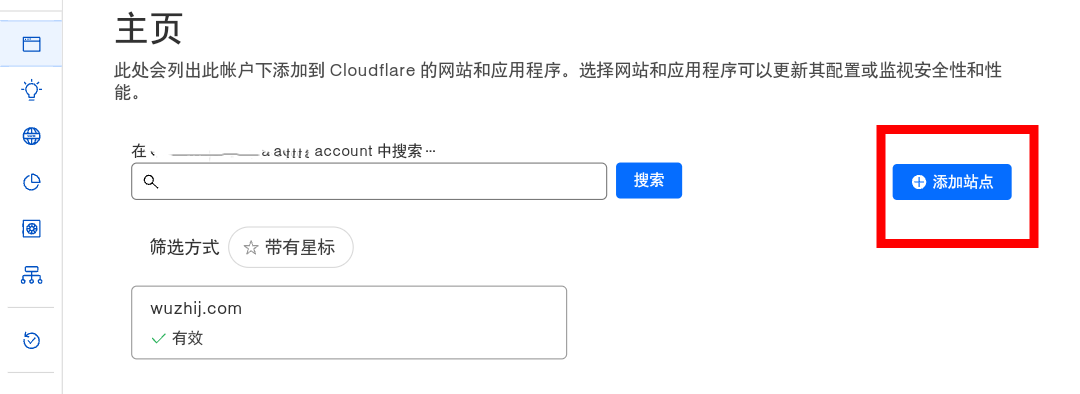 主页
此处会列出此帐户下添加到 Cloudflare 的网站和应用程序。选择网站和应用程序可以更新其配置或监视安全性和性
能。
在 account 中搜索…
搜索
添加站点
筛选方式 带有星标
wuzhij.com
有效